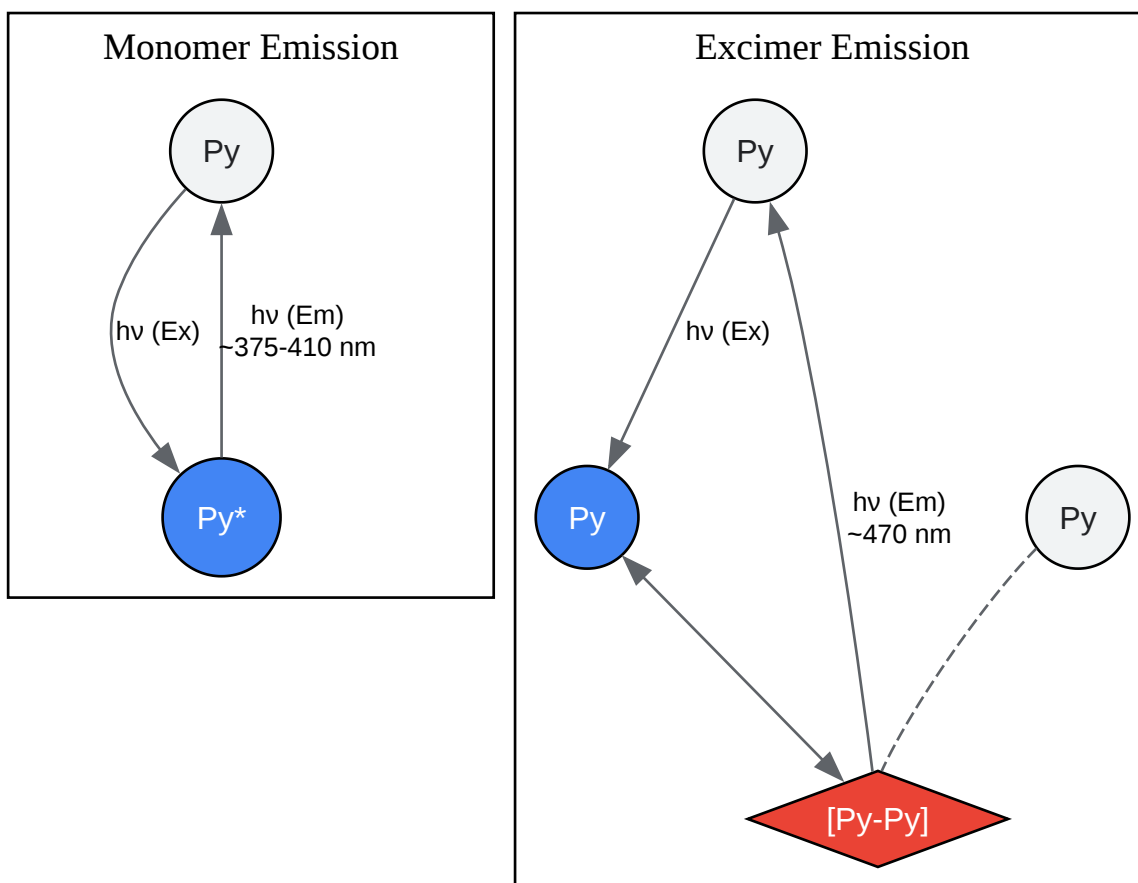 Monomer Emission
Py
hν (Ex)
hν (Em)
~375-410 nm
Py*
Excimer Emission
Py
hν (Ex)
Py
hν (Em)
~470 nm
Py
[Py-Py]